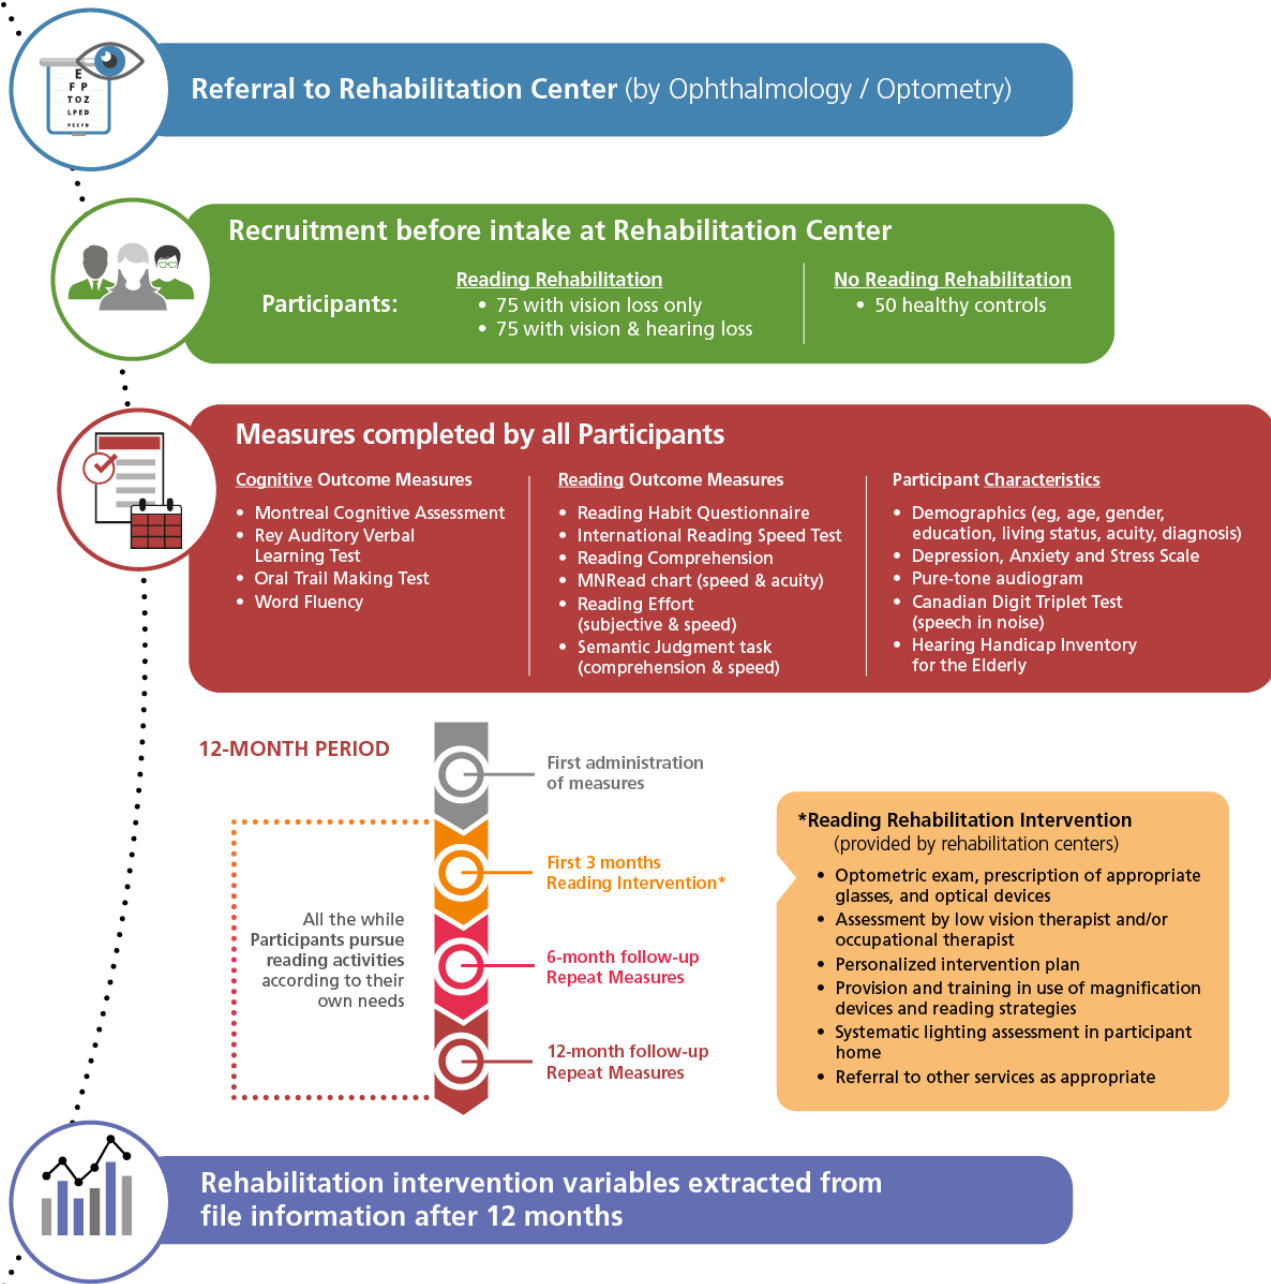 E
F P
TOZ
LPED
PECFD
Referral to Rehabilitation Center (by Ophthalmology / Optometry)
Recruitment before intake at Rehabilitation Center
Participants:
Reading Rehabilitation
• 75 with vision loss only
• 75 with vision & hearing loss
No Reading Rehabilitation
• 50 healthy controls
Measures completed by all Participants
Cognitive Outcome Measures
• Montreal Cognitive Assessment
• Rey Auditory Verbal
Learning Test
• Oral Trail Making Test
• Word Fluency
Reading Outcome Measures
• Reading Habit Questionnaire
• International Reading Speed Test
• Reading Comprehension
• MNRead chart (speed & acuity)
• Reading Effort
(subjective & speed)
• Semantic Judgment task
(comprehension & speed)
Participant Characteristics
• Demographics (eg, age, gender,
education, living status, acuity, diagnosis)
• Depression, Anxiety and Stress Scale
• Pure-tone audiogram
• Canadian Digit Triplet Test
(speech in noise)
• Hearing Handicap Inventory
for the Elderly
12-MONTH PERIOD
First administration
of measures
First 3 months
Reading Intervention*
All the while
Participants pursue
reading activities
according to their
own needs
6-month follow-up
Repeat Measures
12-month follow-up
Repeat Measures
*Reading Rehabilitation Intervention
(provided by rehabilitation centers)
• Optometric exam, prescription of appropriate
glasses, and optical devices
• Assessment by low vision therapist and/or
occupational therapist
• Personalized intervention plan
• Provision and training in use of magnification
devices and reading strategies
• Systematic lighting assessment in participant
home
• Referral to other services as appropriate
Rehabilitation intervention variables extracted from
file information after 12 months